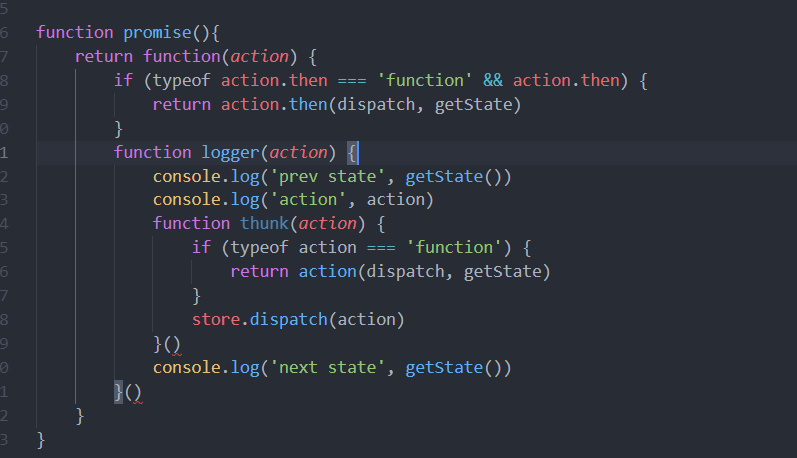 5
6 function promise(){
7     return function(action) {
8         if (typeof action.then === 'function' && action.then) {
9             return action.then(dispatch, getState)
0         }
1         function logger(action) {
2             console.log('prev state', getState())
3             console.log('action', action)
4             function thunk(action) {
5                 if (typeof action === 'function') {
6                     return action(dispatch, getState)
7                 }
8                 store.dispatch(action)
9             }()
0             console.log('next state', getState())
1         }()
2     }
3 }